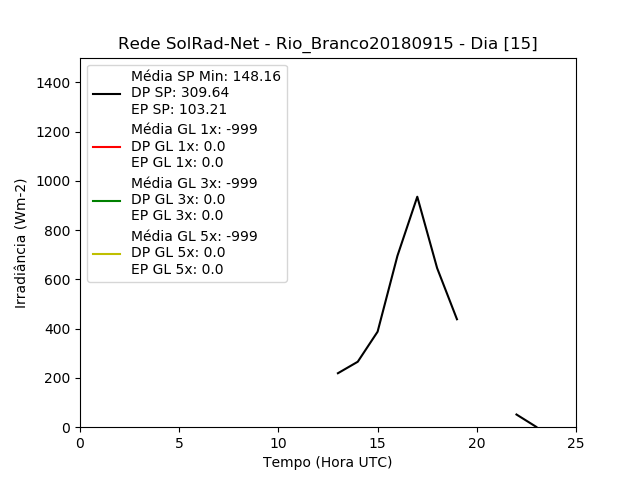 Rede SolRad-Net - Rio_Branco20180915 - Dia [15]
Média SP Min: 148.16
DP SP: 309.64
EP SP: 103.21
Média GL 1x: -999
DP GL 1x: 0.0
EP GL 1x: 0.0
Média GL 3x: -999
DP GL 3x: 0.0
EP GL 3x: 0.0
Média GL 5x: -999
DP GL 5x: 0.0
EP GL 5x: 0.0
Irradiância (Wm-2)
1400
1200
1000
800
600
400
200
0
0 5 10 15 20 25
Tempo (Hora UTC)